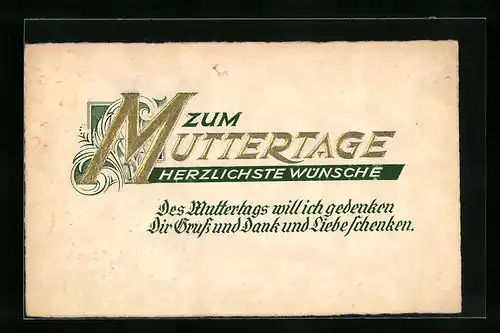 ZUM
MUTTERTAGE
HERZLICHSTE WÜNSCHE
Des Muttertags will ich gedenken
Dir Gruß und Dank und Liebe schenken.